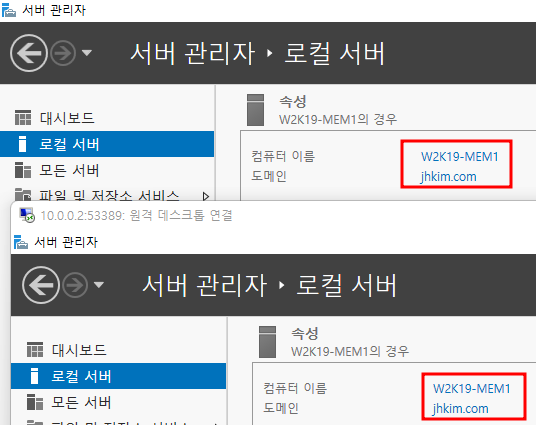 서버 관리자
서버 관리자 ▸ 로컬 서버
대시보드
로컬 서버
모든 서버
파일 및 저장소 서비스
속성
W2K19-MEM1의 경우
컴퓨터 이름 W2K19-MEM1
도메인 jhkim.com
10.0.0.2:53389: 원격 데스크톱 연결
서버 관리자
서버 관리자 ▸ 로컬 서버
대시보드
로컬 서버
모든 서버
속성
W2K19-MEM1의 경우
컴퓨터 이름 W2K19-MEM1
도메인 jhkim.com